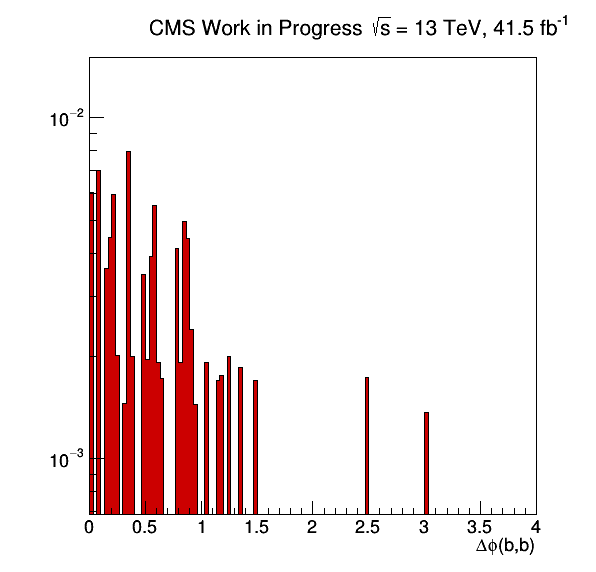 CMS Work in Progress √s = 13 TeV, 41.5 fb⁻¹
10⁻²
10⁻³
0 0.5 1 1.5 2 2.5 3 3.5 4
Δϕ(b,b)